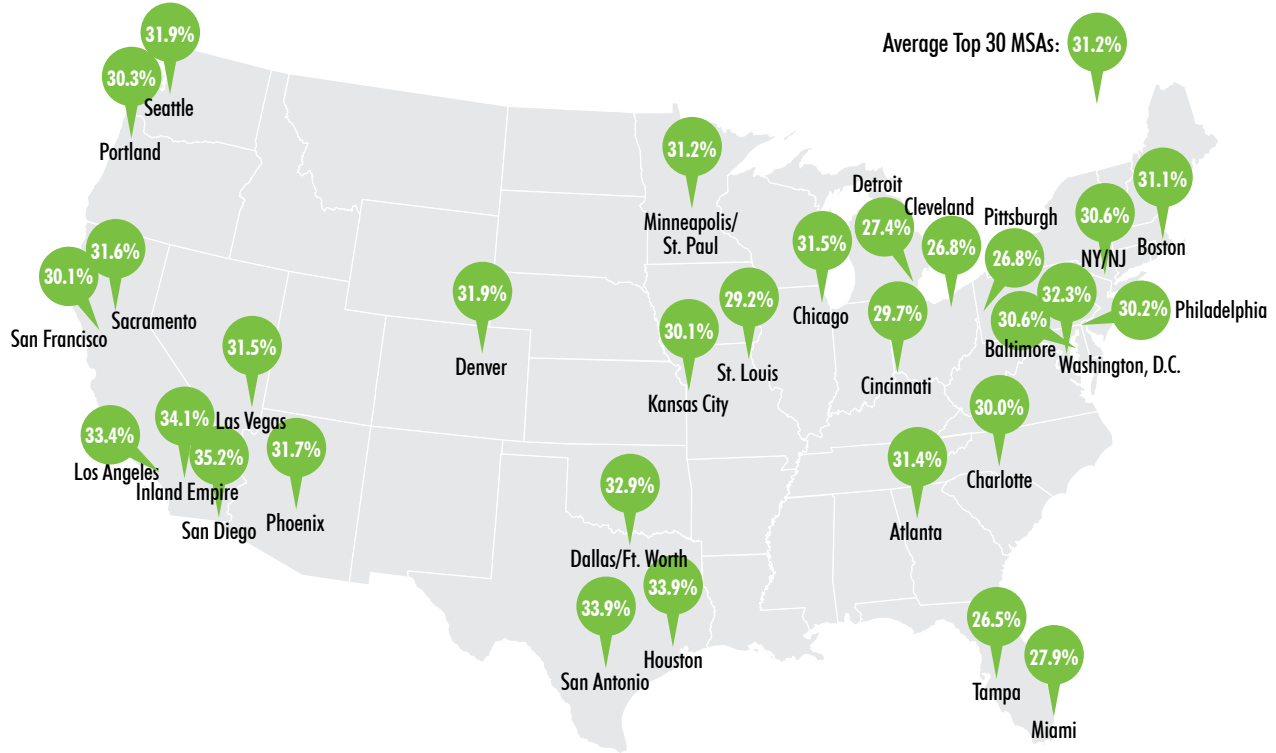 31.9%
Seattle
30.3%
Portland
Average Top 30 MSAs: 31.2%
31.2%
Minneapolis/
St. Paul
Detroit
27.4%
Cleveland
26.8%
Pittsburgh
26.8%
30.6%
NY/NJ
31.1%
Boston
31.6%
Sacramento
30.1%
San Francisco
31.9%
Denver
31.5%
Chicago
29.2%
St. Louis
30.1%
Kansas City
29.7%
Cincinnati
30.6%
Baltimore
32.3%
Washington, D.C.
30.2%
Philadelphia
31.5%
Las Vegas
33.4%
Los Angeles
34.1%
Inland Empire
35.2%
San Diego
31.7%
Phoenix
30.0%
Charlotte
31.4%
Atlanta
32.9%
Dallas/Ft. Worth
33.9%
San Antonio
33.9%
Houston
26.5%
Tampa
27.9%
Miami